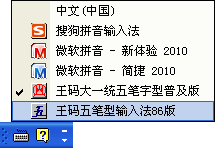 中文(中国)
搜狗拼音输入法
微软拼音 - 新体验 2010
微软拼音 - 简捷 2010
王码大一统五笔字型普及版
王码五笔型输入法86版